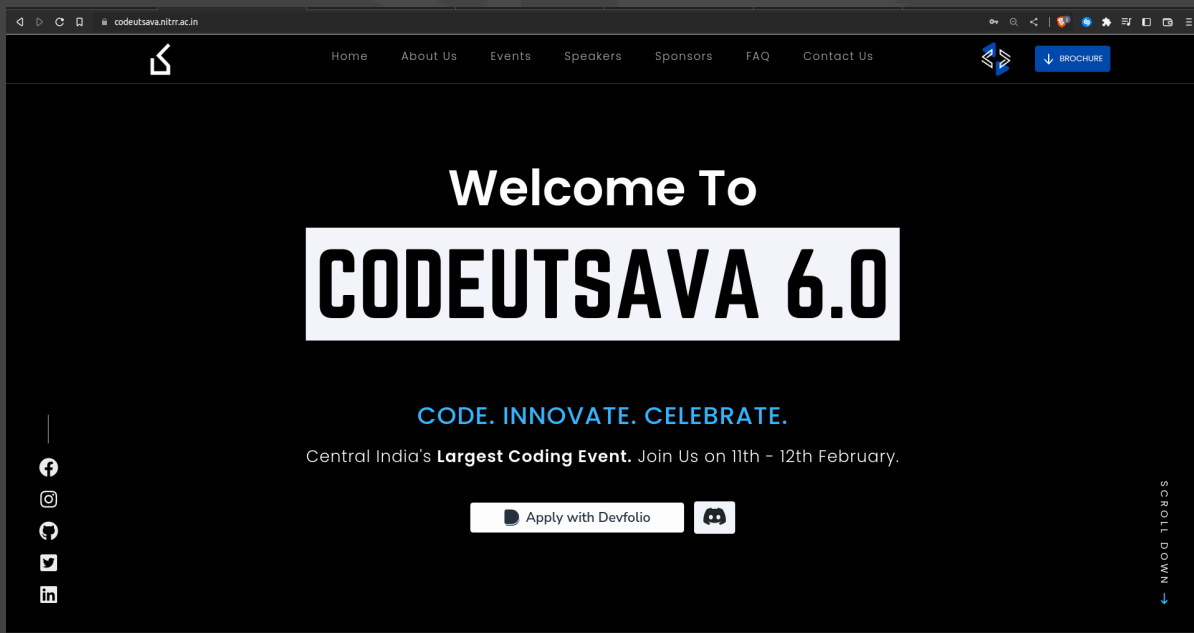 codeutsava.nitrr.ac.in
Home About Us Events Speakers Sponsors FAQ Contact Us BROCHURE
Welcome To
CODEUTSAVA 6.0
CODE. INNOVATE. CELEBRATE.
Central India's Largest Coding Event. Join Us on 11th - 12th February.
Apply with Devfolio
SCROLL DOWN